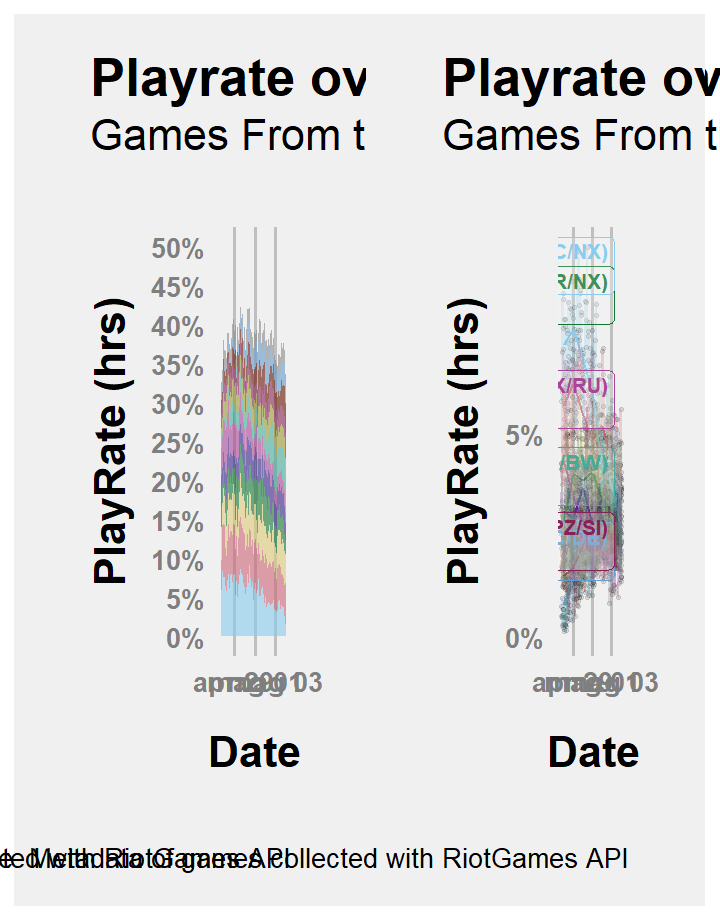 Playrate ov
Games From t
50%
45%
40%
35%
30%
25%
20%
15%
10%
5%
0%
PlayRate (hrs)
Date
Playrate ov
Games From t
C/NX)
R/NX)
X/RU)
/BW)
PZ/SI)
5%
0%
PlayRate (hrs)
Date
collected with RiotGames API